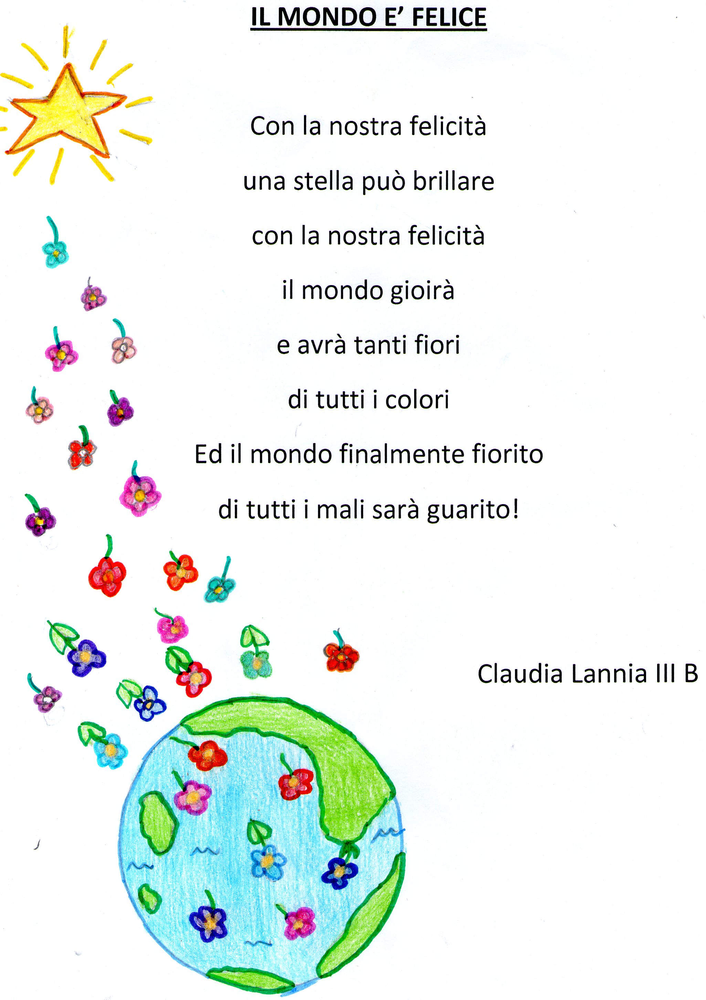 IL MONDO E’ FELICE
Con la nostra felicità
una stella può brillare
con la nostra felicità
il mondo gioirà
e avrà tanti fiori
di tutti i colori
Ed il mondo finalmente fiorito
di tutti i mali sarà guarito!
Claudia Lannia III B